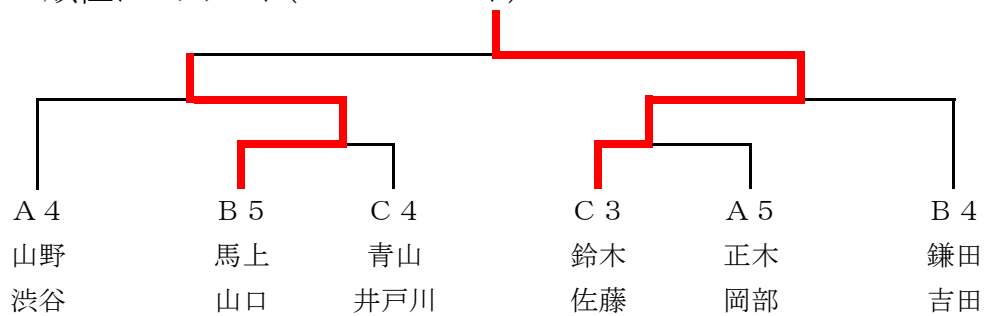 Ａ４ Ｂ５ Ｃ４ Ｃ３ Ａ５ Ｂ４
山野 馬上 青山 鈴木 正木 鎌田
渋谷 山口 井戸川 佐藤 岡部 吉田